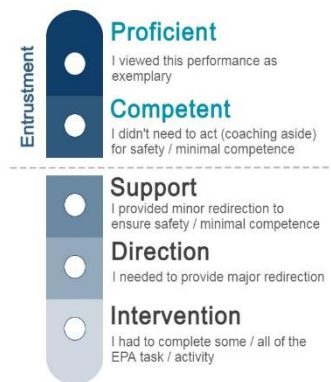 Entrustment
Proficient
I viewed this performance as
exemplary
Competent
I didn't need to act (coaching aside)
for safety / minimal competence
Support
I provided minor redirection to
ensure safety / minimal competence
Direction
I needed to provide major redirection
Intervention
I had to complete some / all of the
EPA task / activity